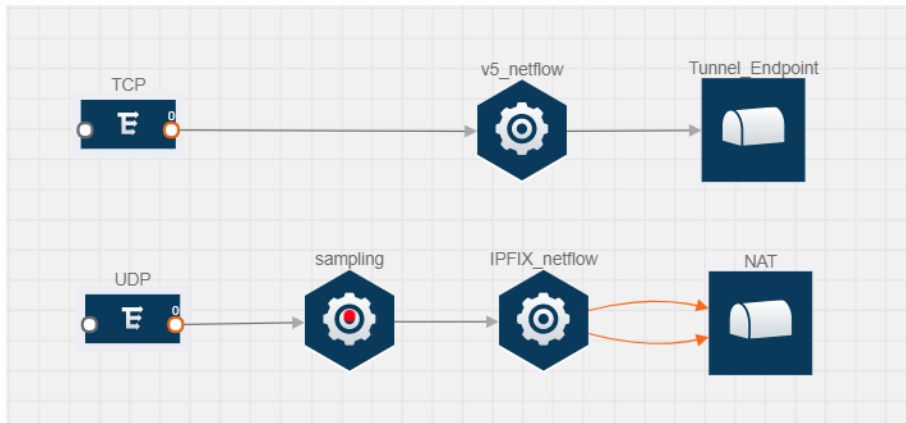 TCP
0
v5_netflow
Tunnel_Endpoint
UDP
0
sampling
IPFIX_netflow
NAT